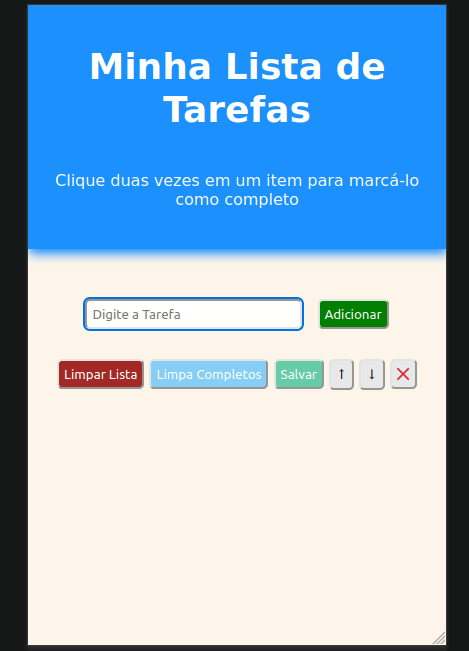 Minha Lista de
Tarefas
Clique duas vezes em um item para marcá-lo
como completo
Digite a Tarefa Adicionar
Limpar Lista Limpa Completos Salvar ↑ ↓ ❌